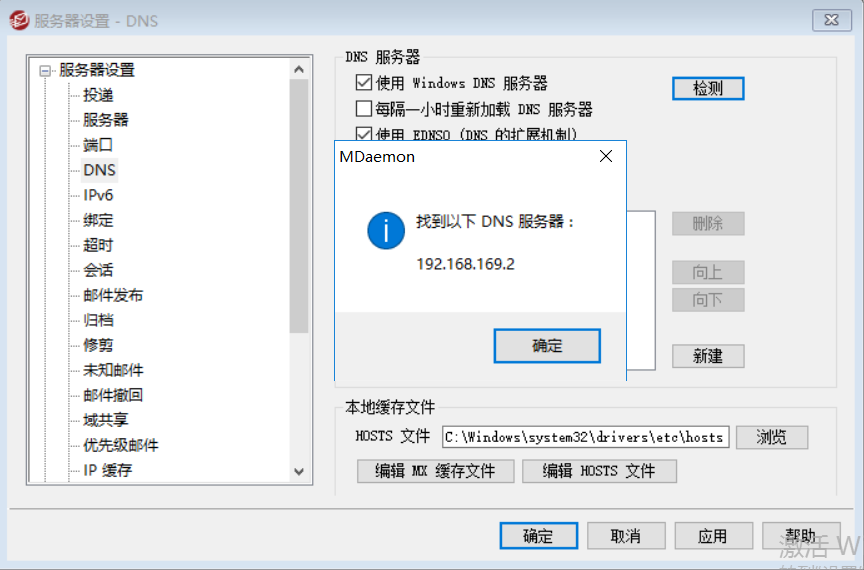 服务器设置 - DNS
服务器设置
投递
服务器
端口
DNS
IPv6
绑定
超时
会话
邮件发布
归档
修剪
未知邮件
邮件撤回
域共享
优先级邮件
IP 缓存
DNS 服务器
使用 Windows DNS 服务器
检测
每隔一小时重新加载 DNS 服务器
使用 EDNSO (DNS 的扩展机制)
MDaemon
找到以下 DNS 服务器：
192.168.169.2
确定
删除
向上
向下
新建
本地缓存文件
HOSTS 文件
C:\Windows\system32\drivers\etc\hosts
浏览
编辑 MX 缓存文件
编辑 HOSTS 文件
确定
取消
应用
帮助
激活 W